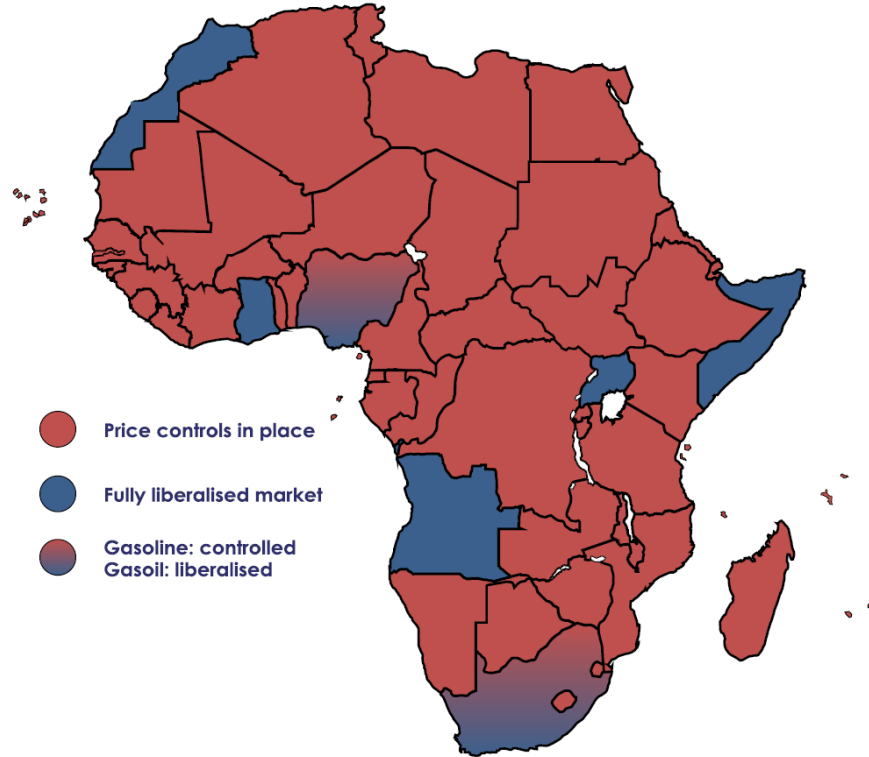 Price controls in place
Fully liberalised market
Gasoline: controlled
Gasoil: liberalised